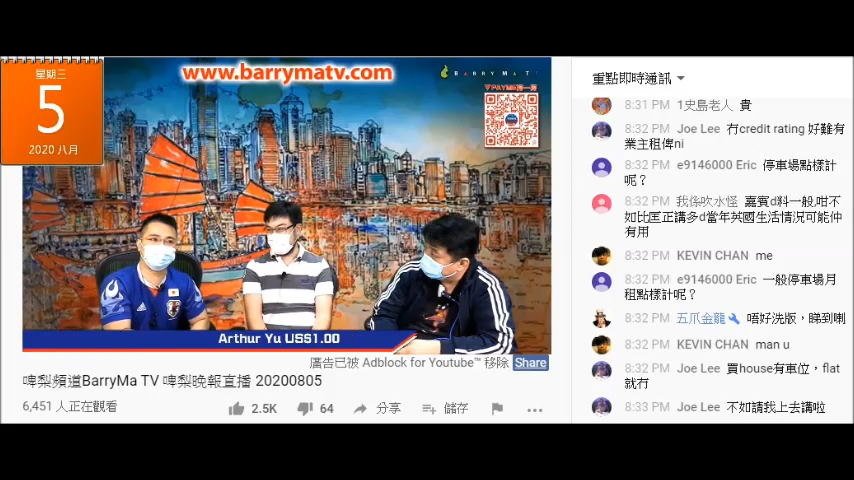 星期三
5
2020 八月
www.barrymatv.com
BARRYMAT
PAYME掃一掃
Arthur Yu US$1.00
廣告已被 Adblock for Youtube™ 移除 Share
啤梨頻道BarryMa TV 啤梨晚報直播 20200805
6,451 人正在觀看
2.5K
64
分享
儲存
重點即時通訊
8:31 PM 1史島老人 貴
8:32 PM Joe Lee 冇credit rating 好難有
業主租俾ni
8:32 PM e9146000 Eric 停車場點樣計
呢？
8:32 PM 我係吹水怪 嘉賓d料一般,咁不
如比匡正講多d當年英國生活情況可能仲
有用
8:32 PM KEVIN CHAN me
8:32 PM e9146000 Eric 一般停車場月
租點樣計呢？
8:32 PM 五爪金龍 唔好洗版，睇到喇
8:32 PM KEVIN CHAN man u
8:32 PM Joe Lee 買house有車位，flat
就冇
8:33 PM Joe Lee 不如請我上去講啦